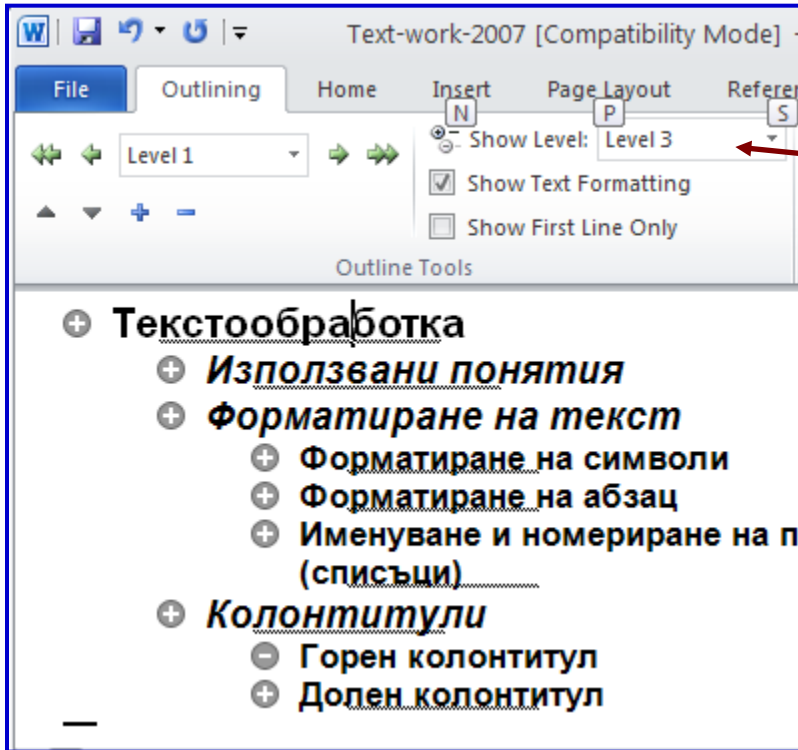 W Text-work-2007 [Compatibility Mode] -
File Outlining Home Insert Page Layout Referen
N P S
Level 1 Show Level: Level 3
Show Text Formatting
Show First Line Only
Outline Tools
Текстообработка
Използвани понятия
Форматиране на текст
Форматиране на символи
Форматиране на абзац
Именуване и номериране на п
(списъци)
Колонтитули
Горен колонтитул
Долен колонтитул